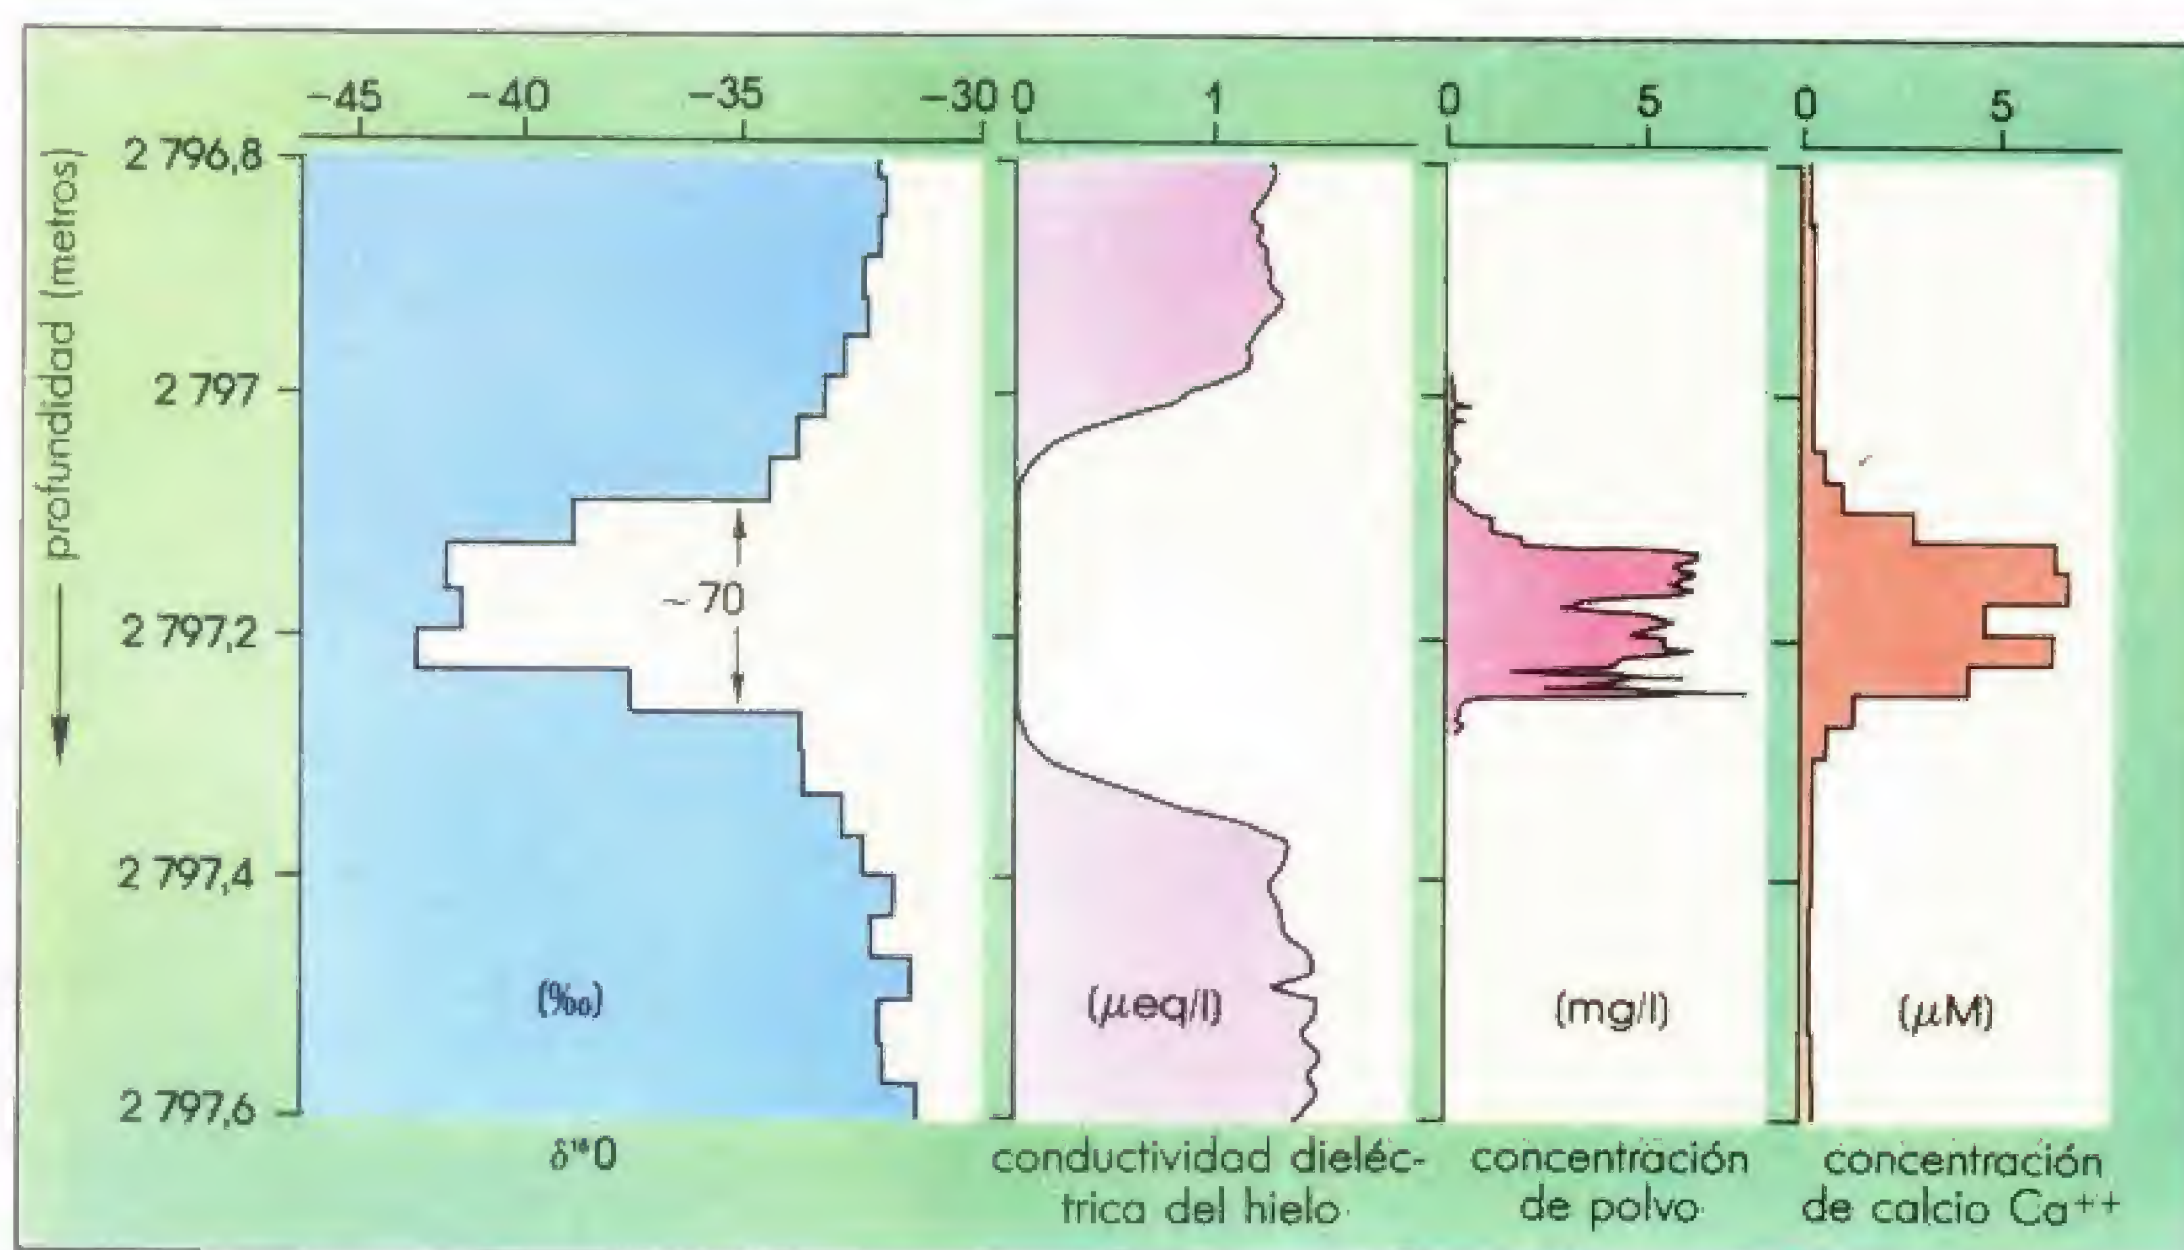 −45 −40 −35 −30 0 1 0 5 0 5
profundidad (metros)
2 796,8
2 797
2 797,2
2 797,4
2 797,6
~ 70
(‰) (µeq/l) (mg/l) (µM)
δ¹⁸O
conductividad dieléc-
trica del hielo
concentración
de polvo
concentración
de calcio Ca⁺⁺